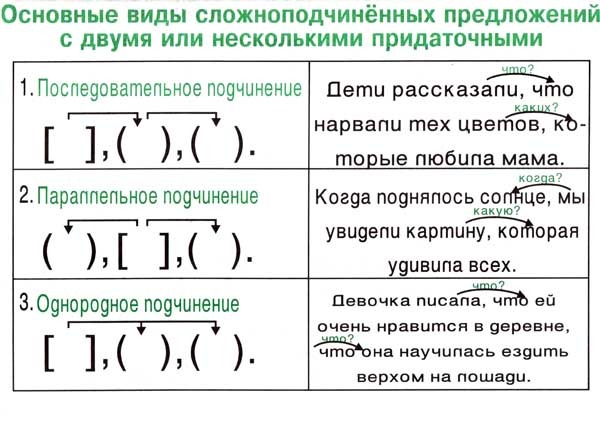 Основные виды сложноподчинённых предложений
с двумя или несколькими придаточными
1. Последовательное подчинение
[ ],( ),( ).
что?
Дети рассказали, что
каких?
нарвали тех цветов, ко-
торые любила мама.
2. Параллельное подчинение
( ),[ ],( ).
когда?
Когда поднялось солнце, мы
какую?
увидели картину, которая
удивила всех.
3. Однородное подчинение
[ ],( ),( ).
что?
Девочка писала, что ей
очень нравится в деревне,
что?
что она научилась ездить
верхом на лошади.